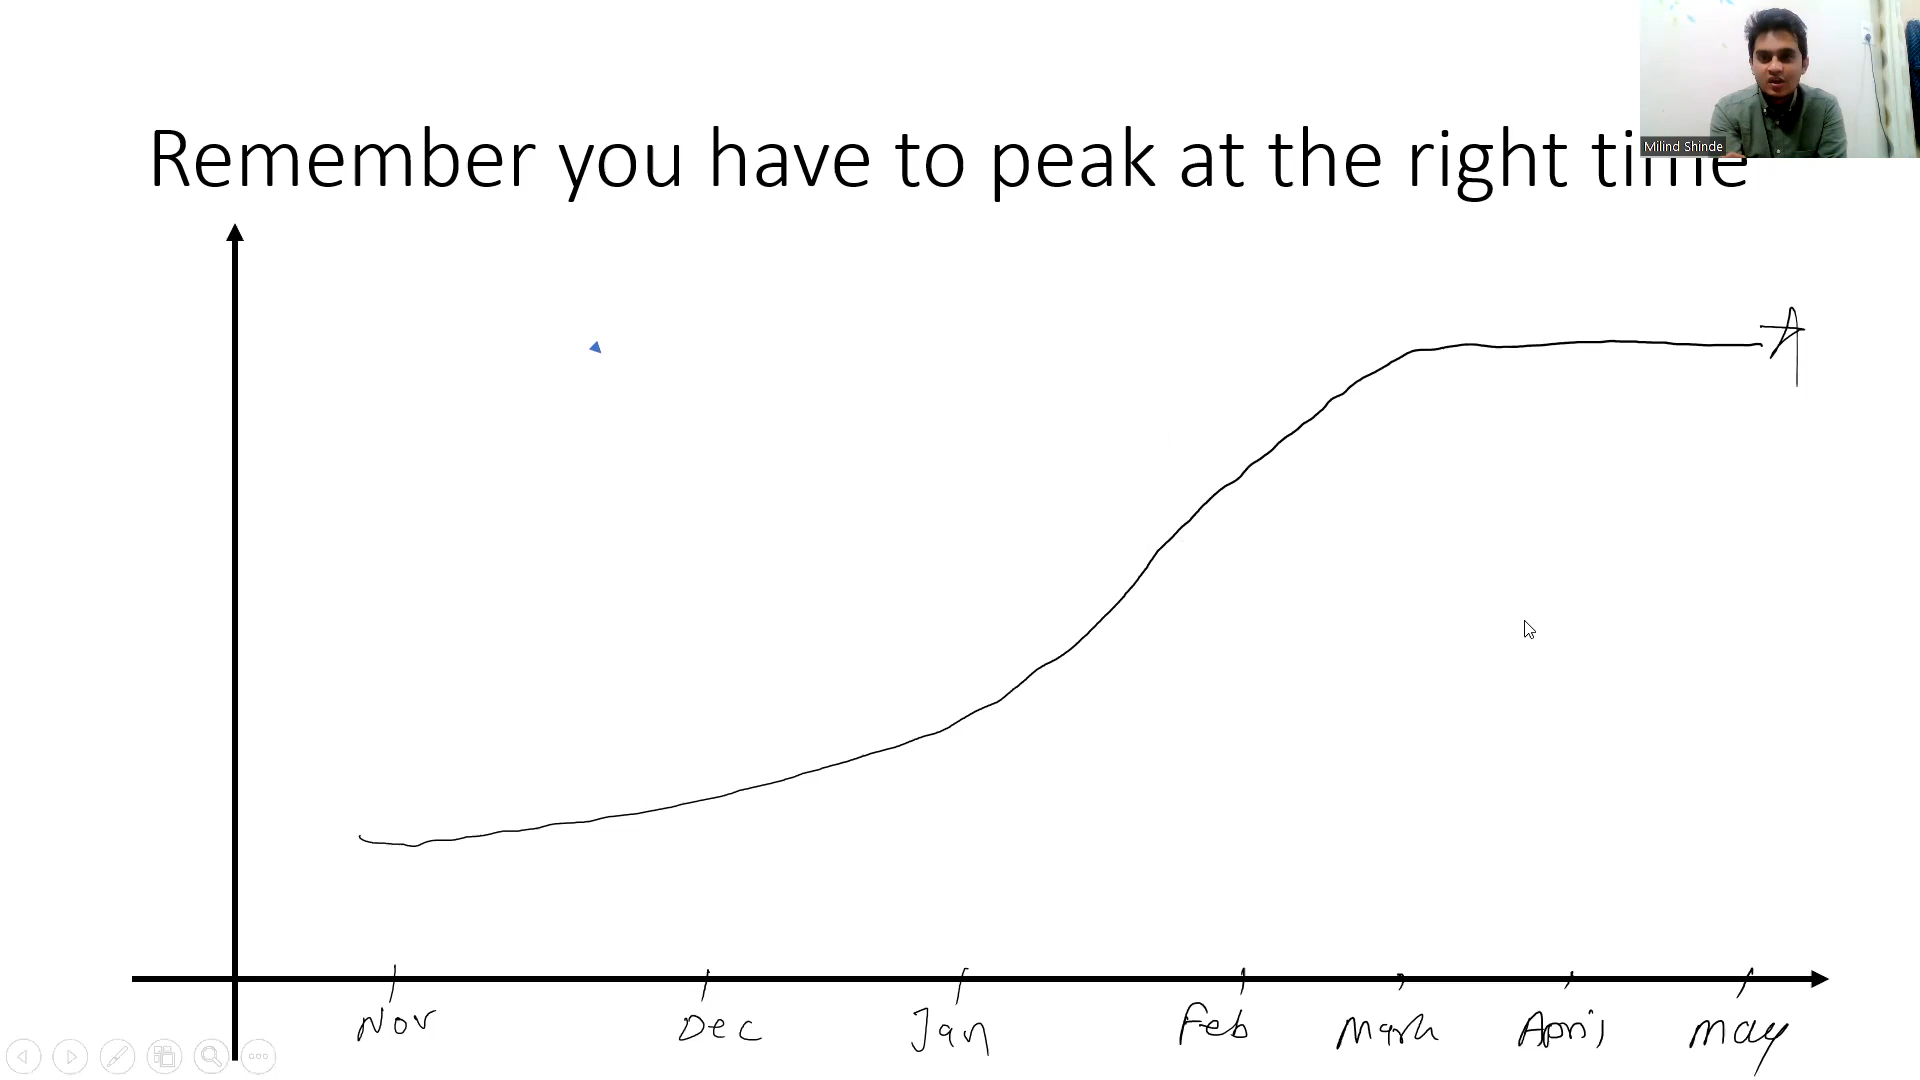 Milind Shinde
Remember you have to peak at the right time
Nov Dec Jan Feb March April May